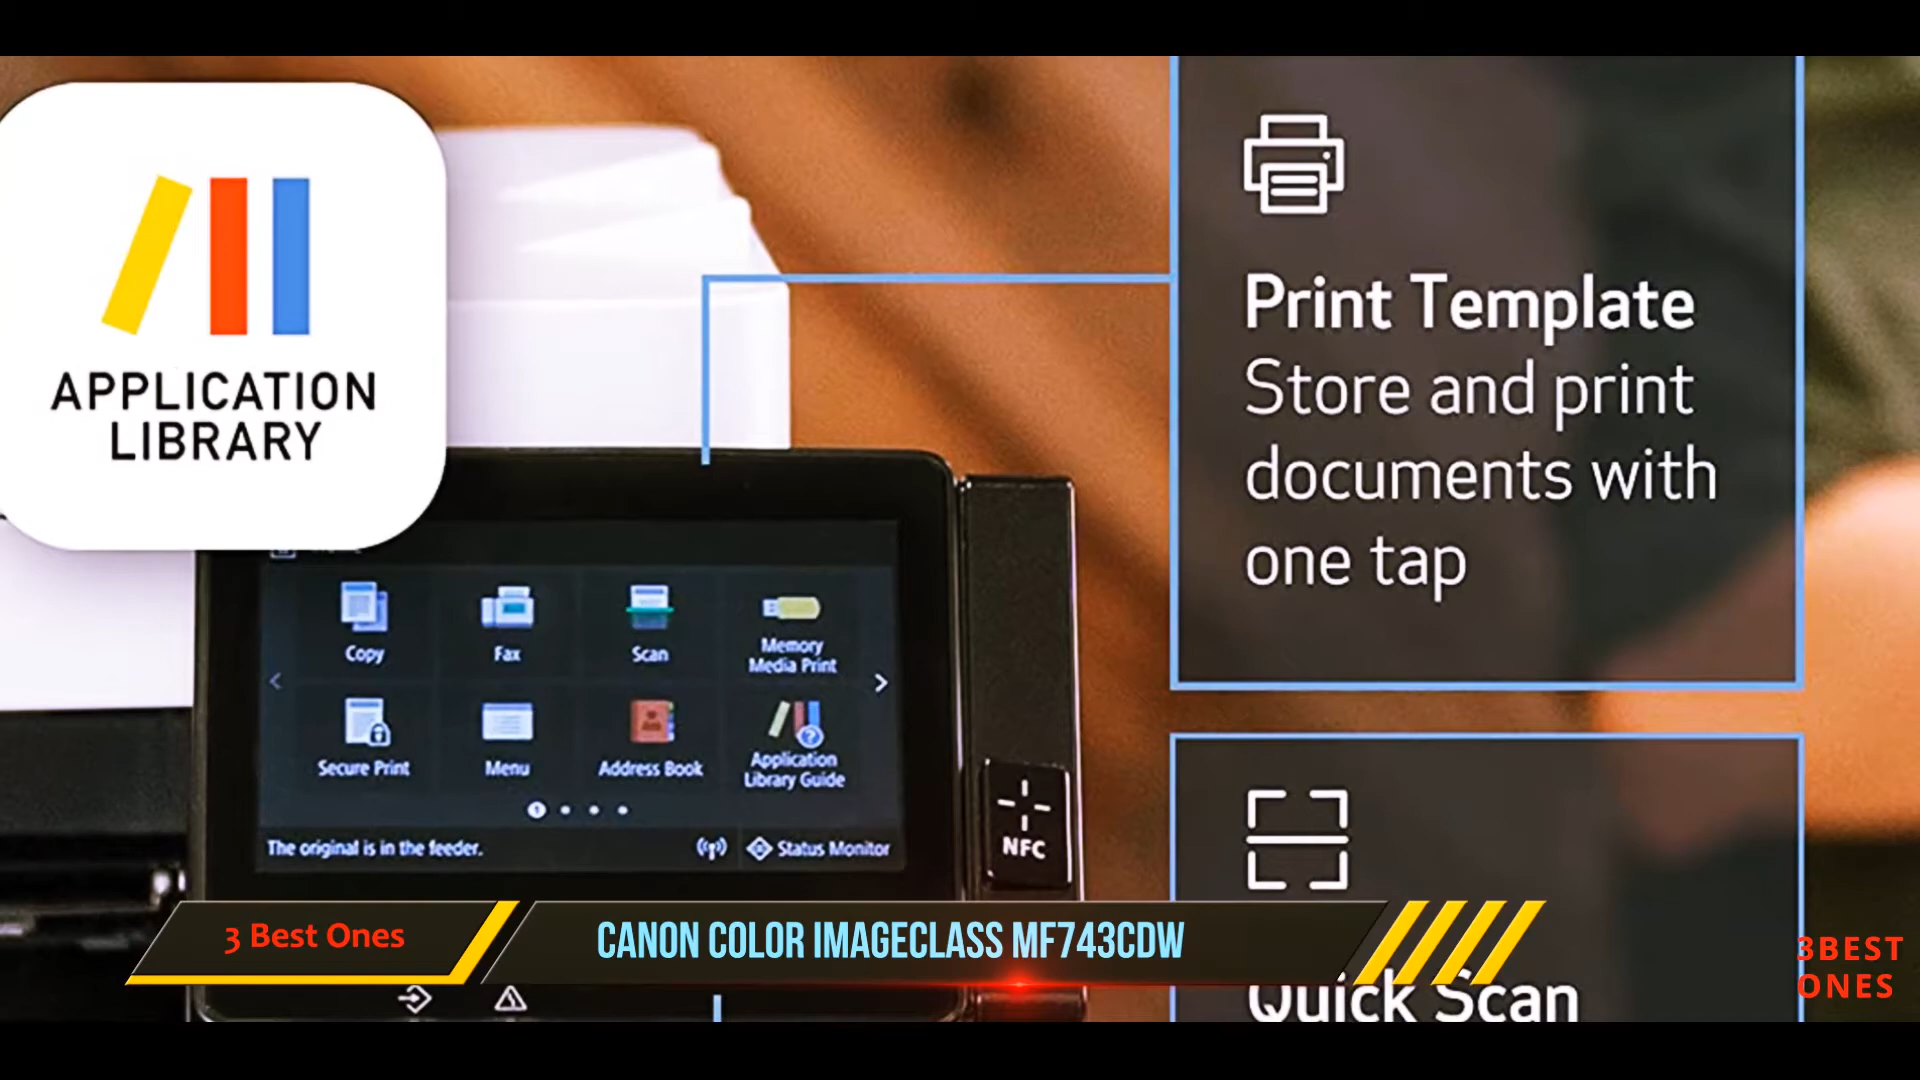 APPLICATION
LIBRARY
Print Template
Store and print
documents with
one tap
Copy
Fax
Scan
Memory
Media Print
Secure Print
Menu
Address Book
Application
Library Guide
1
The original is in the feeder.
Status Monitor
NFC
3 Best Ones
CANON COLOR IMAGECLASS MF743CDW
Quick Scan
3BEST
ONES